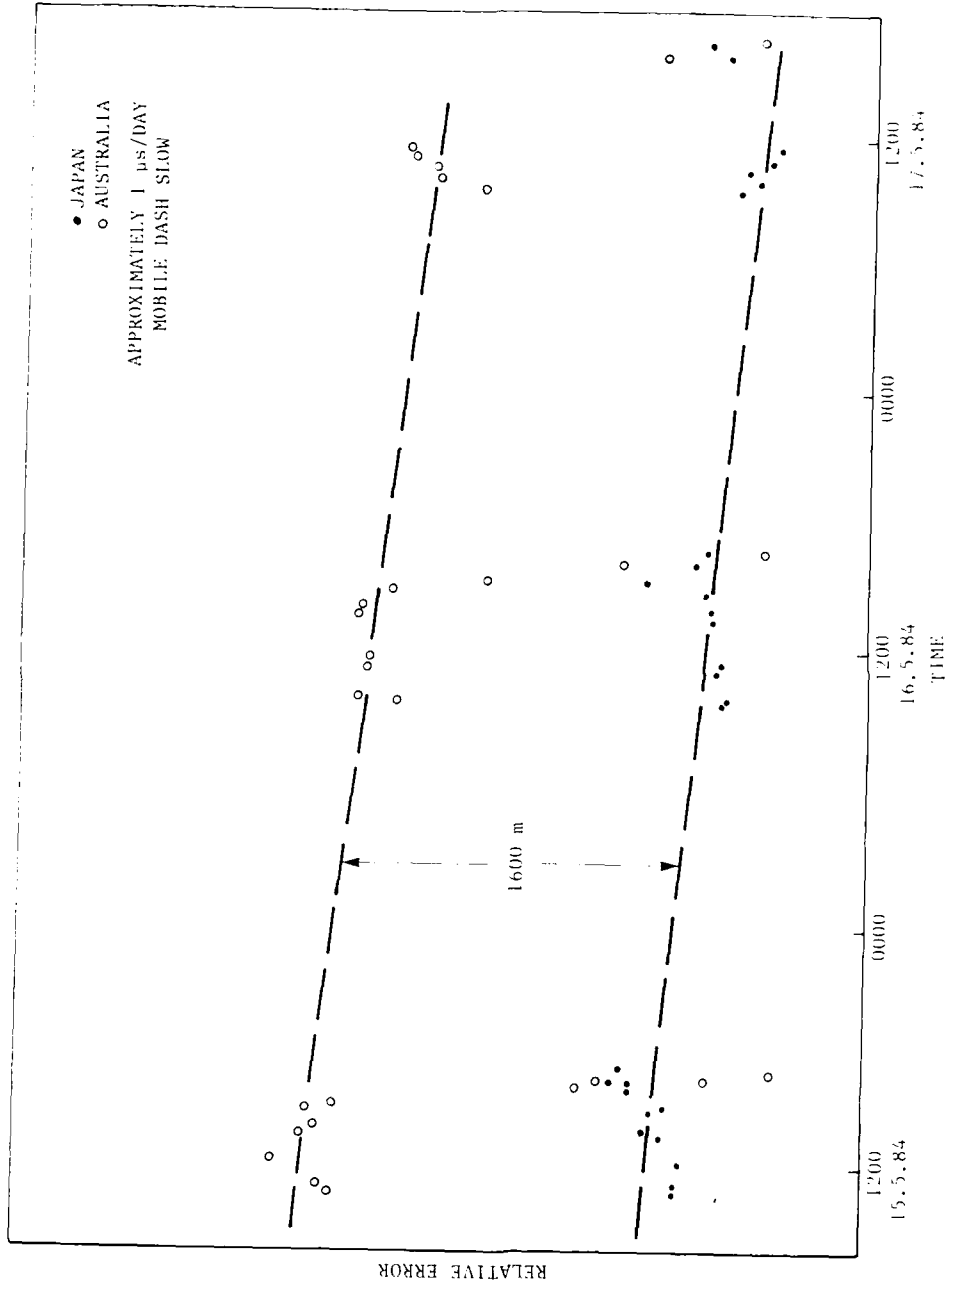 ● JAPAN
○ AUSTRALIA
APPROXIMATELY 1 μs/DAY
MOBILE DASH SLOW
1600 m
RELATIVE ERROR
1200
0000
1200
0000
1200
15.5.84
16.5.84
17.5.84
TIME